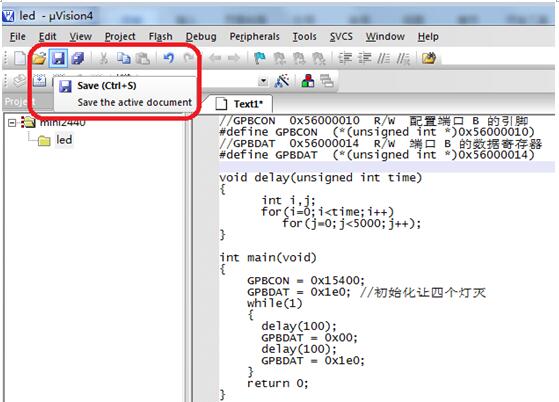 led - µVision4
File Edit View Project Flash Debug Peripherals Tools SVCS Window Help
Save (Ctrl+S)
Save the active document
Project
Text1*
mini2440
led
//GPBCON 0x56000010 R/W 配置端口 B 的引脚
#define GPBCON (*(unsigned int *)0x56000010)
//GPBDAT 0x56000014 R/W 端口 B 的数据寄存器
#define GPBDAT (*(unsigned int *)0x56000014)
void delay(unsigned int time)
{
int i,j;
for(i=0;i<time;i++)
for(j=0;j<5000;j++);
}
int main(void)
{
GPBCON = 0x15400;
GPBDAT = 0x1e0; //初始化让四个灯灭
while(1)
{
delay(100);
GPBDAT = 0x00;
delay(100);
GPBDAT = 0x1e0;
}
return 0;
}